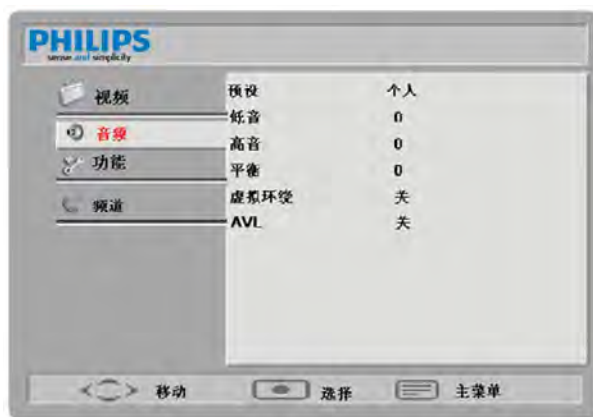 PHILIPS
sense and simplicity
视频
音频
功能
频道
预设 个人
低音 0
高音 0
平衡 0
虚拟环绕 关
AVL 关
移动 选择 主菜单